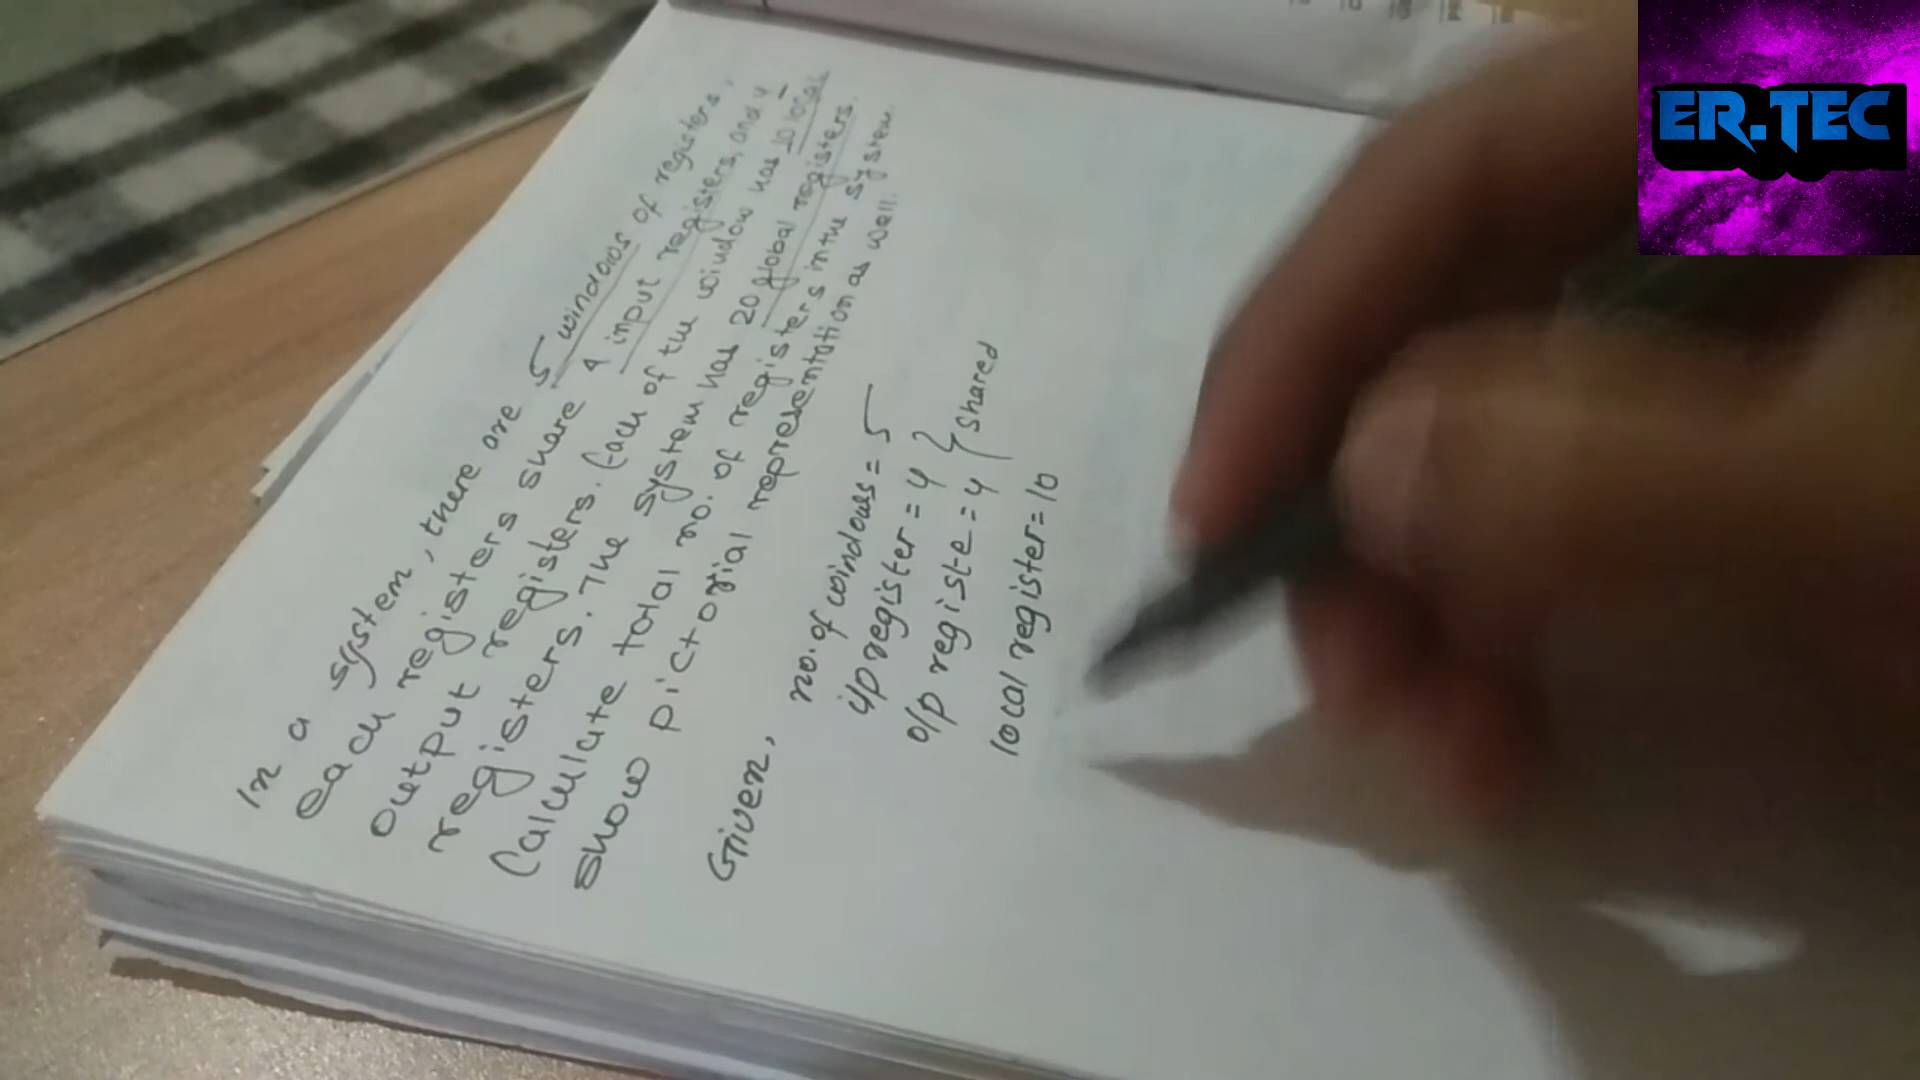 In a system, there are 5 windows of registers,
each registers share 4 input registers, and 4
output registers. Each of the window has 10 local
registers. The system has 20 global registers.
Calculate total no. of registers in the system.
show pictorial representation as well.
Given,
no. of windows = 5
i/p register = 4
o/p registe = 4 } shared
local register = 10
ER.TEC